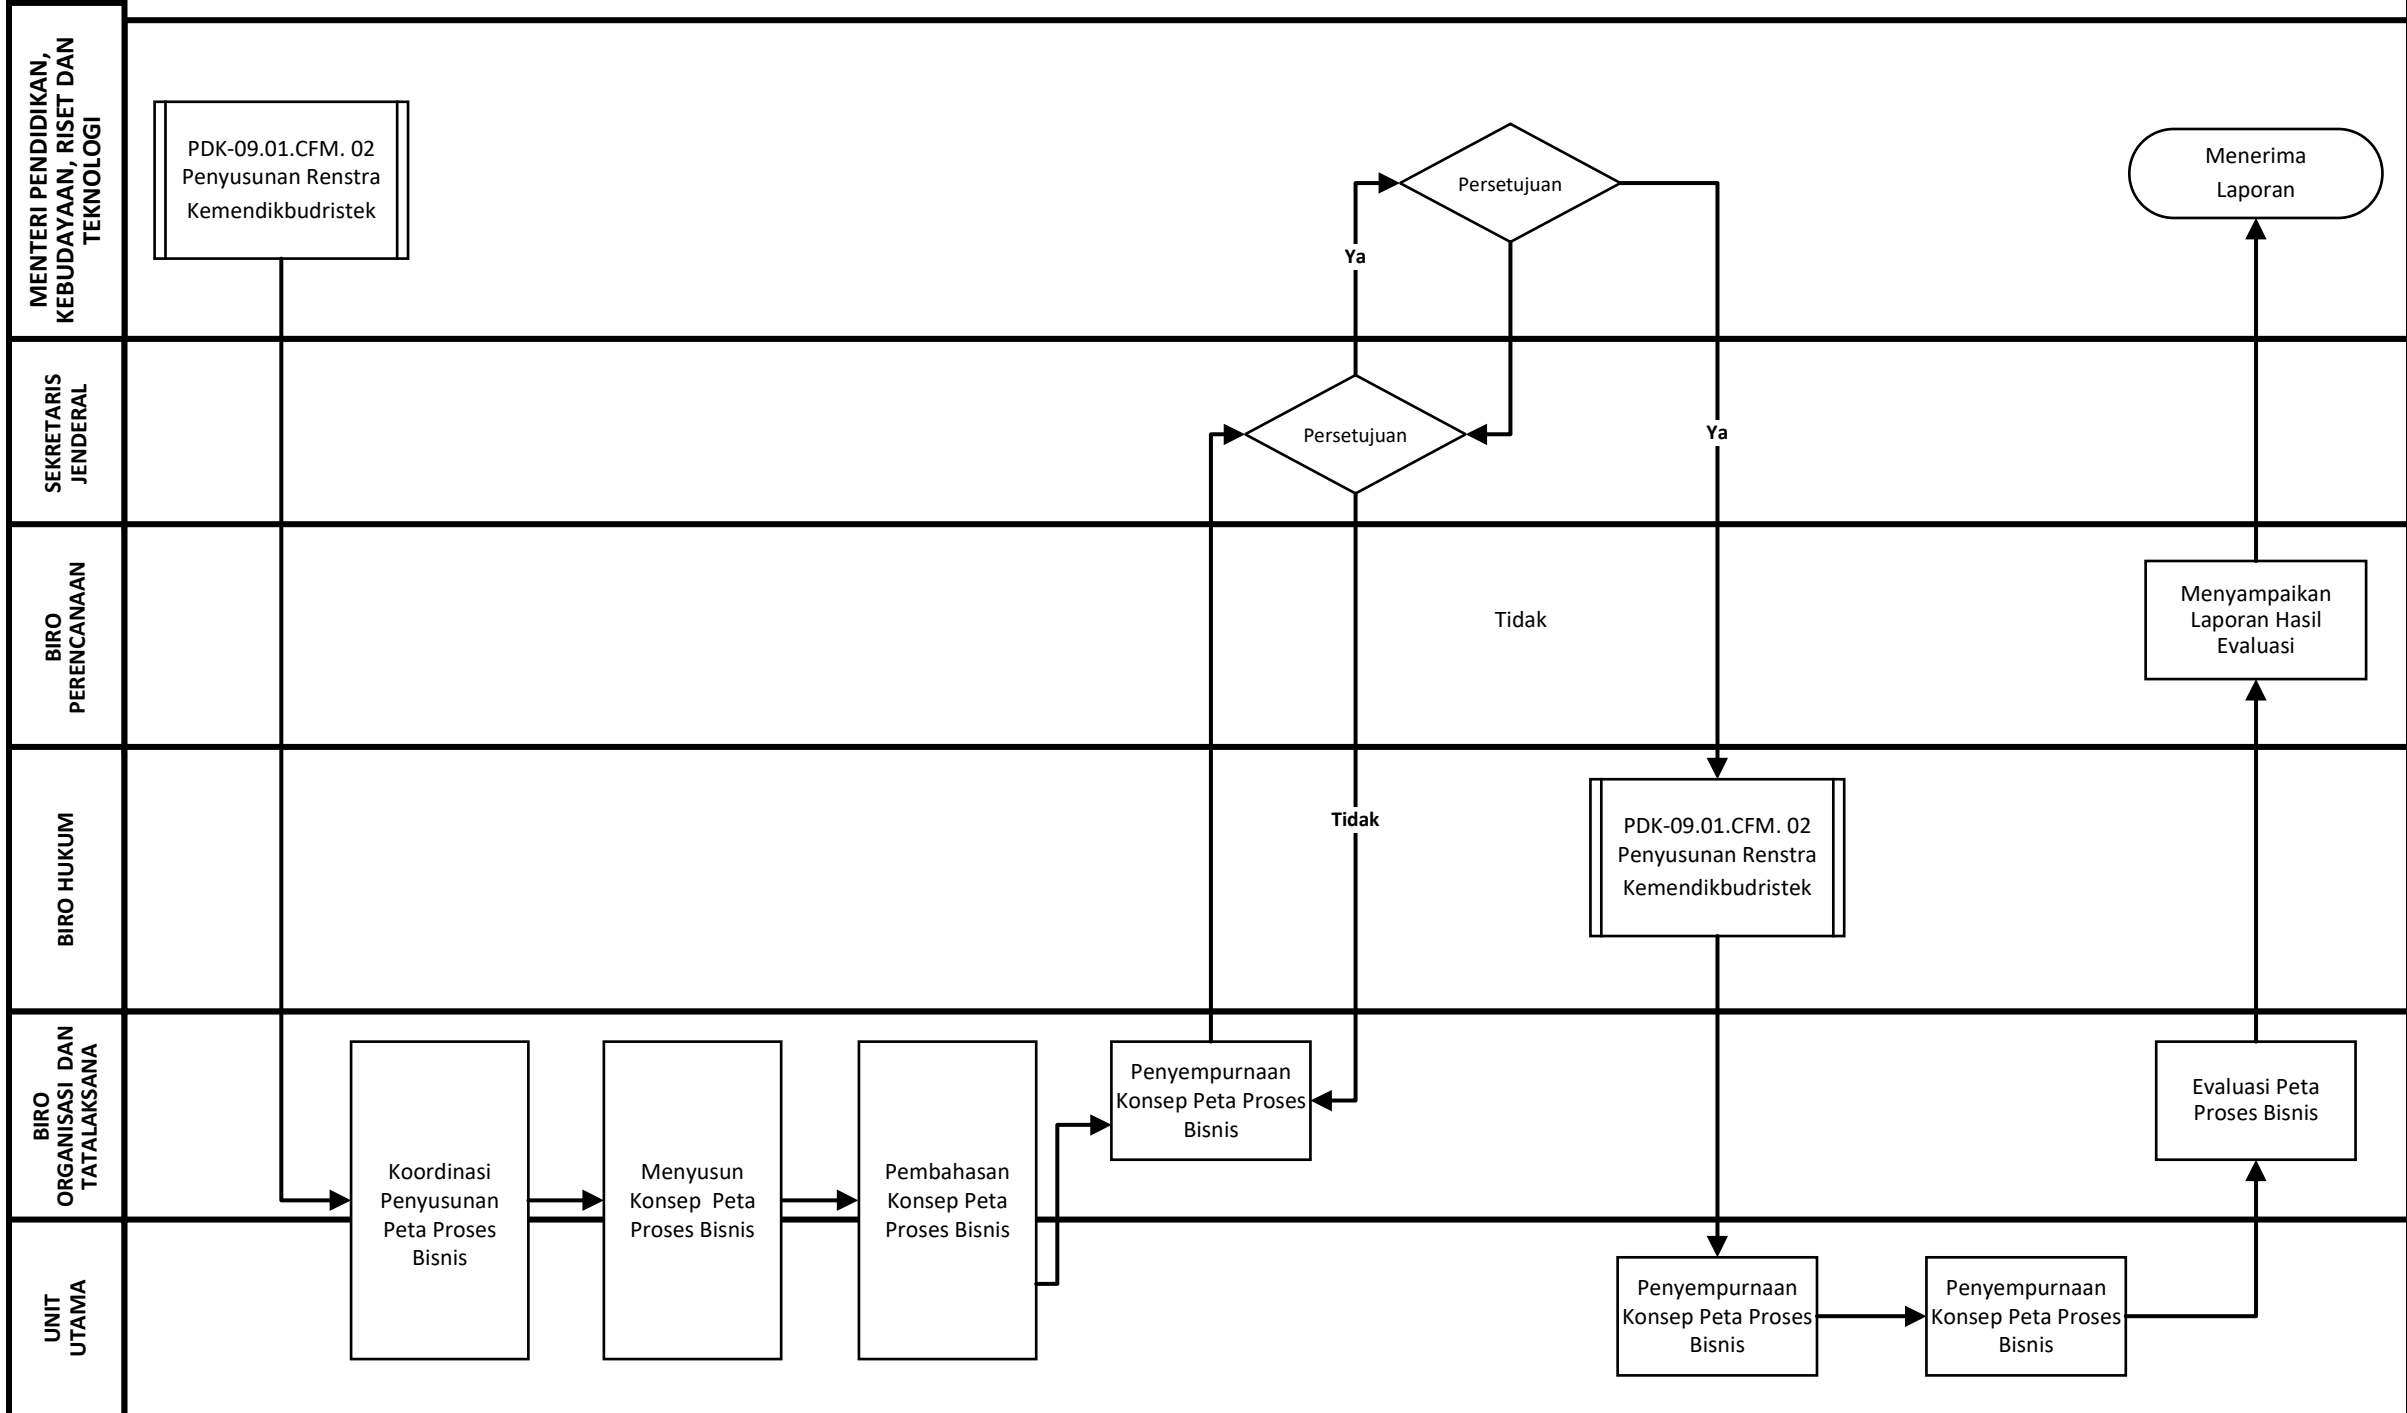 MENTERI PENDIDIKAN,
KEBUDAYAAN, RISET DAN
TEKNOLOGI
PDK-09.01.CFM. 02
Penyusunan Renstra
Kemendikbudristek
Persetujuan
Menerima
Laporan
Ya
SEKRETARIS
JENDERAL
Persetujuan
Ya
BIRO
PERENCANAAN
Tidak
Menyampaikan
Laporan Hasil
Evaluasi
BIRO HUKUM
Tidak
PDK-09.01.CFM. 02
Penyusunan Renstra
Kemendikbudristek
BIRO
ORGANISASI DAN
TATALAKSANA
Koordinasi
Penyusunan
Peta Proses
Bisnis
Menyusun
Konsep Peta
Proses Bisnis
Pembahasan
Konsep Peta
Proses Bisnis
Penyempurnaan
Konsep Peta Proses
Bisnis
Evaluasi Peta
Proses Bisnis
UNIT
UTAMA
Penyempurnaan
Konsep Peta Proses
Bisnis
Penyempurnaan
Konsep Peta Proses
Bisnis